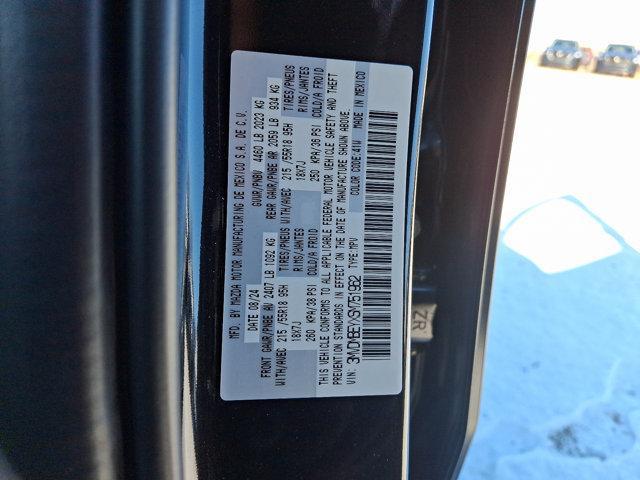 MFD. BY MAZDA MOTOR MANUFACTURING DE MEXICO S.A. DE C.V.
DATE 08/24 GVWR/PNBV 4460 LB 2023 KG
FRONT GAWR/PNBE AV 2407 LB 1092 KG REAR GAWR/PNBE AR 2059 LB 934 KG
WITH/AVEC 215 /55R18 95H TIRES/PNEUS WITH/AVEC 215 /55R18 95H TIRES/PNEUS
18X7J RIMS/JANTES 18X7J RIMS/JANTES
260 KPA/38 PSI COLD/A FROID 250 KPA/36 PSI COLD/A FROID
THIS VEHICLE CONFORMS TO ALL APPLICABLE FEDERAL MOTOR VEHICLE SAFETY AND THEFT
PREVENTION STANDARDS IN EFFECT ON THE DATE OF MANUFACTURE SHOWN ABOVE.
VIN: TYPE:MPV COLOR CODE:41W MADE IN MEXICO
ZR